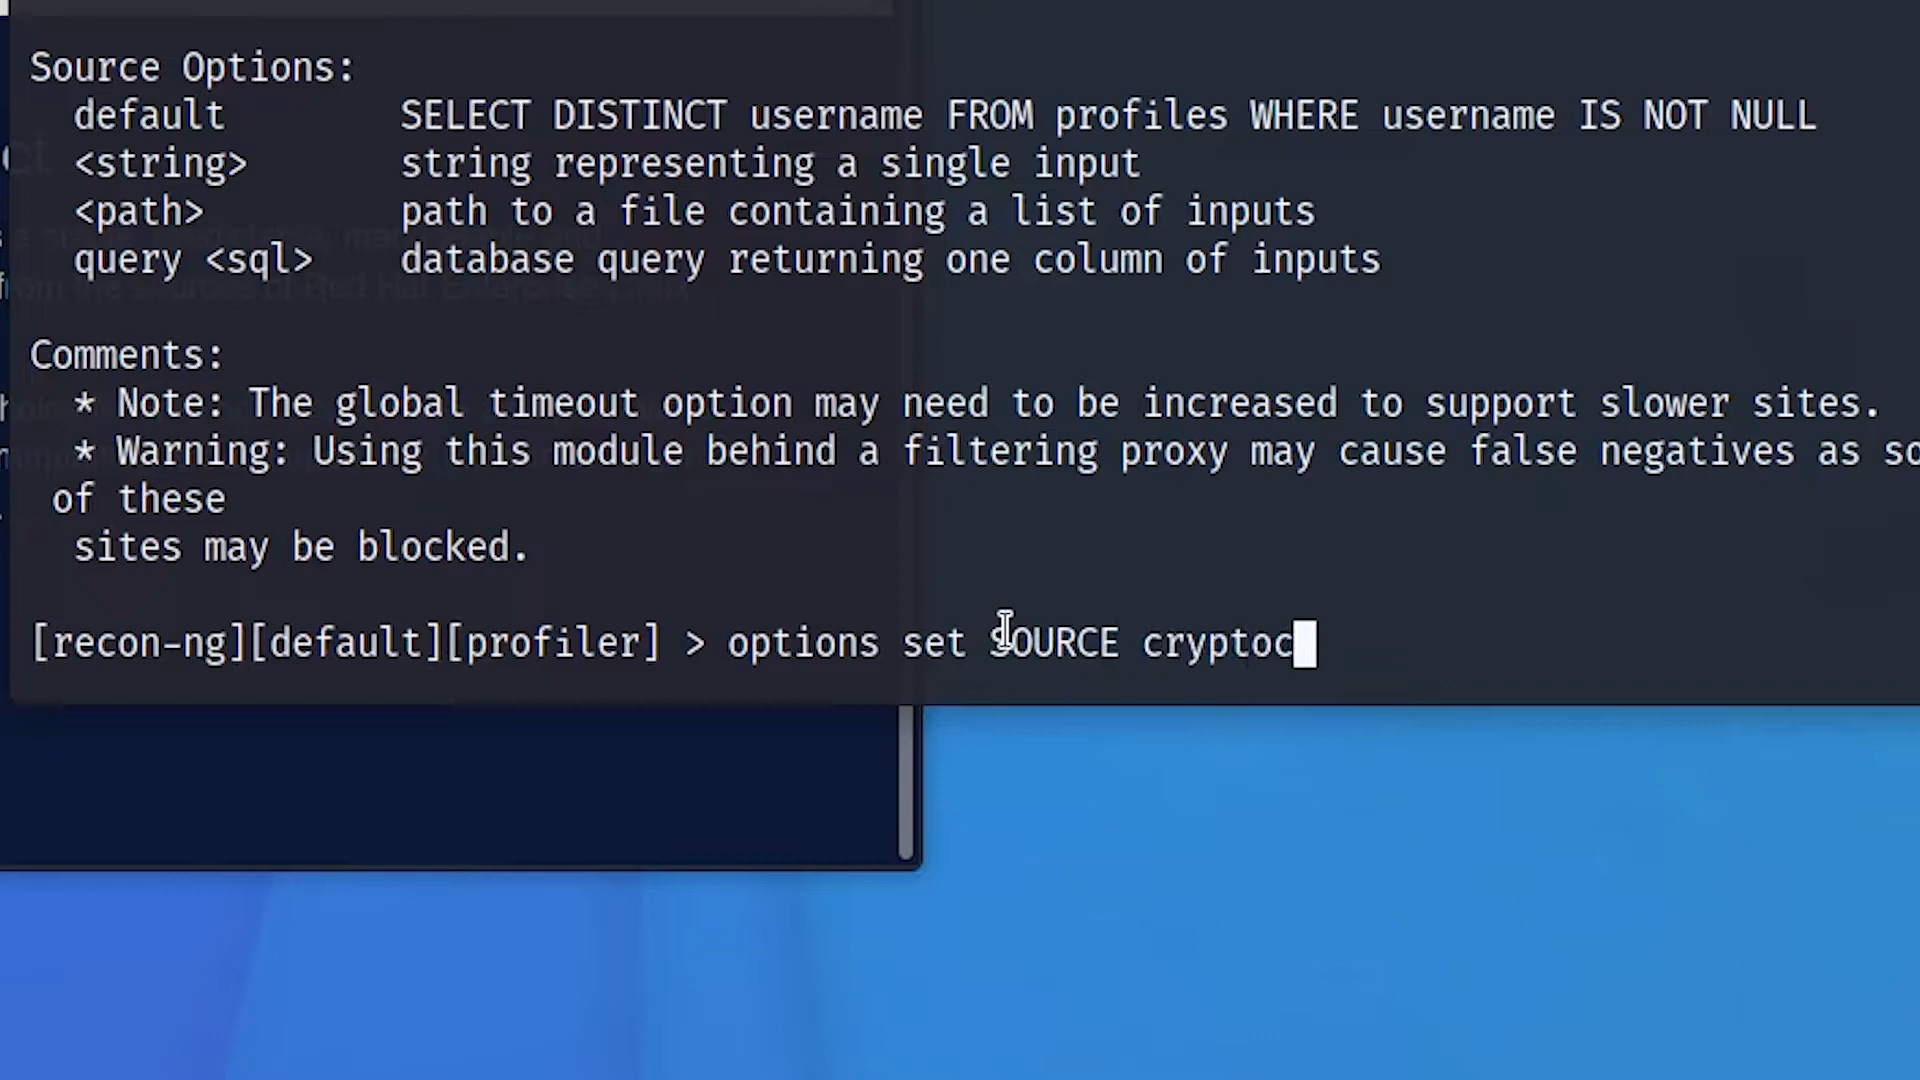 Source Options:
default SELECT DISTINCT username FROM profiles WHERE username IS NOT NULL
<string> string representing a single input
<path> path to a file containing a list of inputs
query <sql> database query returning one column of inputs
Comments:
* Note: The global timeout option may need to be increased to support slower sites.
* Warning: Using this module behind a filtering proxy may cause false negatives as so
of these
sites may be blocked.
[recon-ng][default][profiler] > options set SOURCE cryptoc